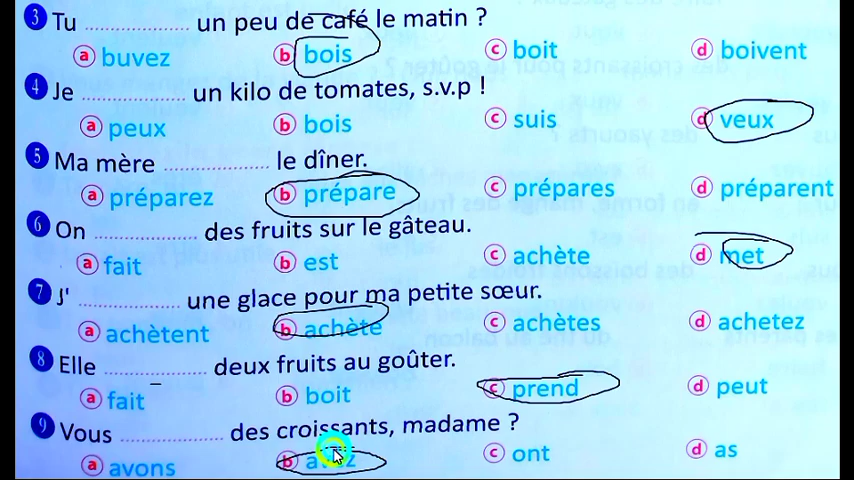 3 Tu ............ un peu de café le matin ?
a buvez b bois c boit d boivent
4 Je ............ un kilo de tomates, s.v.p !
a peux b bois c suis d veux
5 Ma mère ............ le dîner.
a préparez b prépare c prépares d préparent
6 On ............ des fruits sur le gâteau.
a fait b est c achète d met
7 J' ............ une glace pour ma petite sœur.
a achètent b achète c achètes d achetez
8 Elle ............ deux fruits au goûter.
a fait b boit c prend d peut
9 Vous ............ des croissants, madame ?
a avons b avez c ont d as